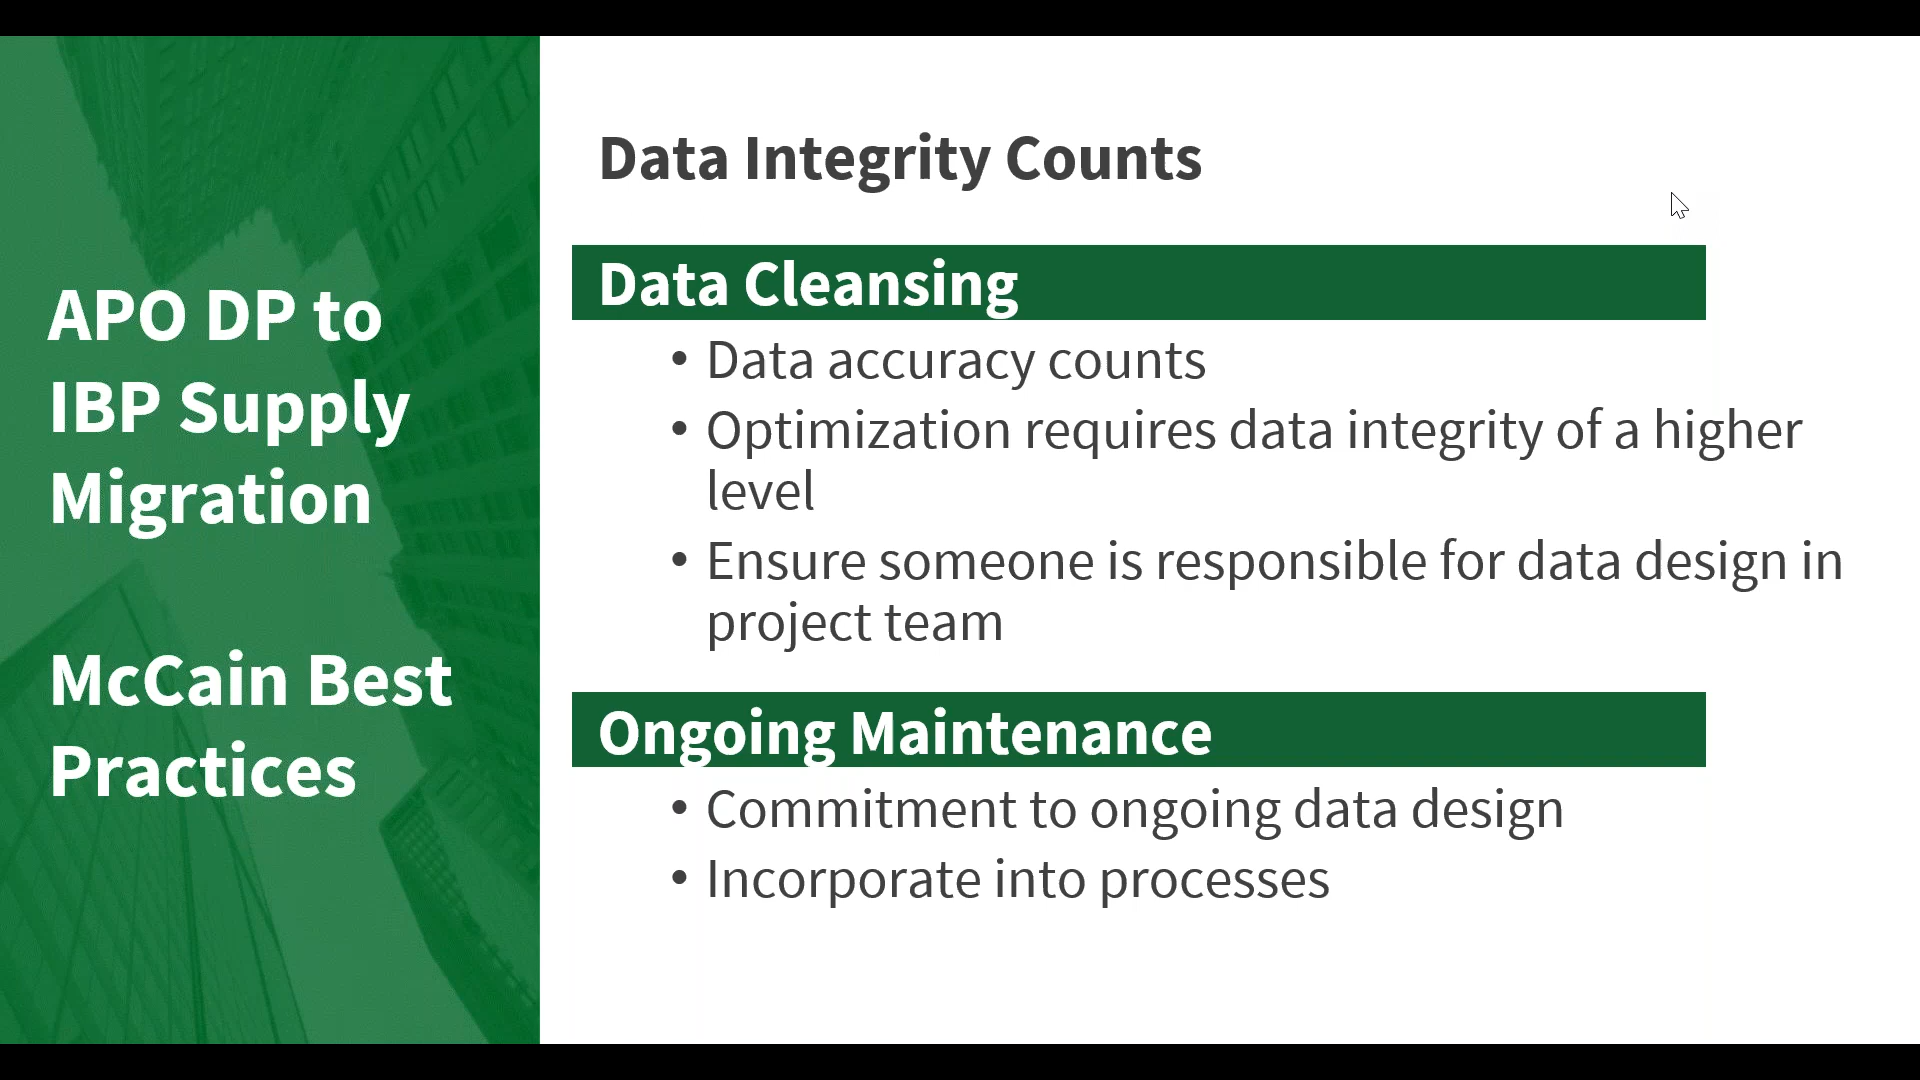 APO DP to
IBP Supply
Migration
McCain Best
Practices
Data Integrity Counts
Data Cleansing
• Data accuracy counts
• Optimization requires data integrity of a higher
level
• Ensure someone is responsible for data design in
project team
Ongoing Maintenance
• Commitment to ongoing data design
• Incorporate into processes